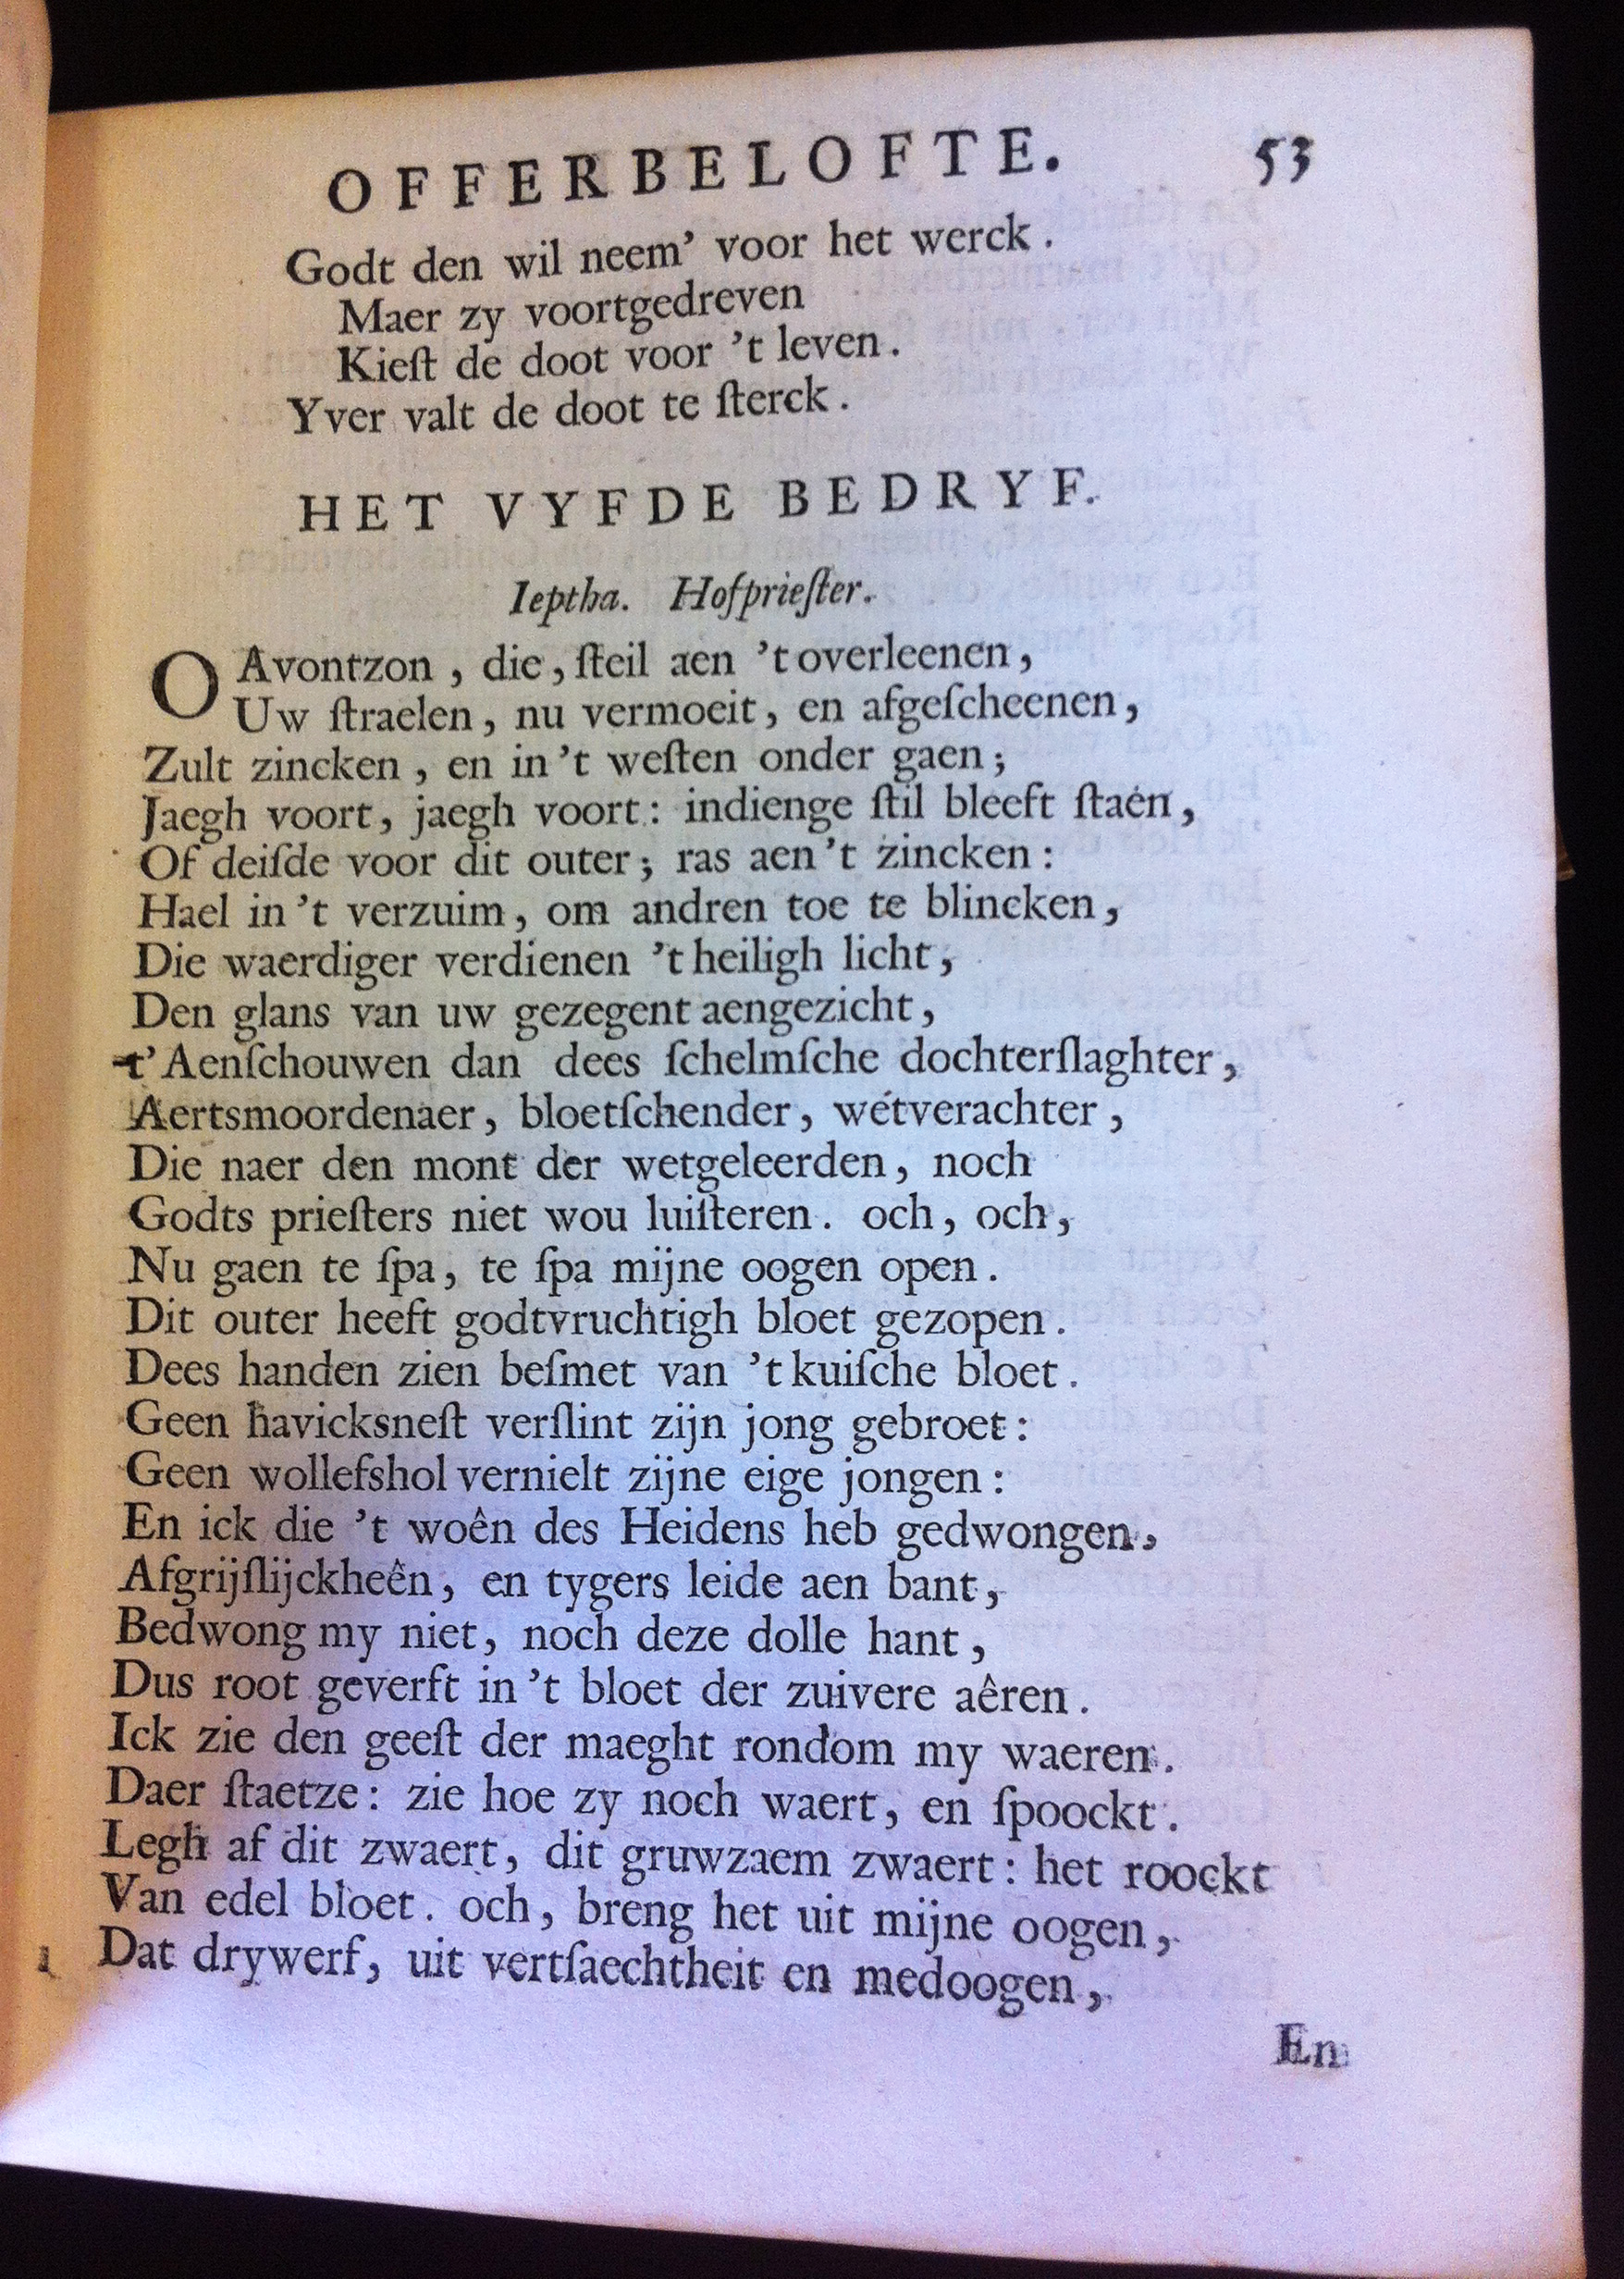 OFFERBELOFTE. 53
Godt den wil neem’ voor het werck.
Maer zy voortgedreven
Kieſt de doot voor ’t leven.
Yver valt de doot te ſterck.
HET VYFDE BEDRYF.
Ieptha. Hofprieſter.
O Avontzon, die, ſteil aen ’t overleenen,
Uw ſtraelen, nu vermoeit, en afgeſcheenen,
Zult zincken, en in ’t weſten onder gaen;
Jaegh voort, jaegh voort: indienge ſtil bleeft ſtaen,
Of deiſde voor dit outer; ras aen ’t zincken:
Hael in ’t verzuim, om andren toe te blincken,
Die waerdiger verdienen ’t heiligh licht,
Den glans van uw gezegent aengezicht,
t’Aenſchouwen dan dees ſchelmſche dochterſlaghter,
Aertsmoordenaer, bloetſchender, wétverachter,
Die naer den mont der wetgeleerden, noch
Godts prieſters niet wou luiſteren. och, och,
Nu gaen te ſpa, te ſpa mijne oogen open.
Dit outer heeft godtvruchtigh bloet gezopen.
Dees handen zien beſmet van ’t kuiſche bloet.
Geen havicksneſt verſlint zijn jong gebroet:
Geen wollefshol vernielt zijne eige jongen:
En ick die ’t woên des Heidens heb gedwongen,
Afgrijſlijckheên, en tygers leide aen bant,
Bedwong my niet, noch deze dolle hant,
Dus root geverft in ’t bloet der zuivere aêren.
Ick zie den geeſt der maeght rondom my waeren.
Daer ſtaetze: zie hoe zy noch waert, en ſpoockt.
Legh af dit zwaert, dit gruwzaem zwaert: het roockt
Van edel bloet. och, breng het uit mijne oogen,
Dat drywerf, uit vertſaechtheit en medoogen,
En